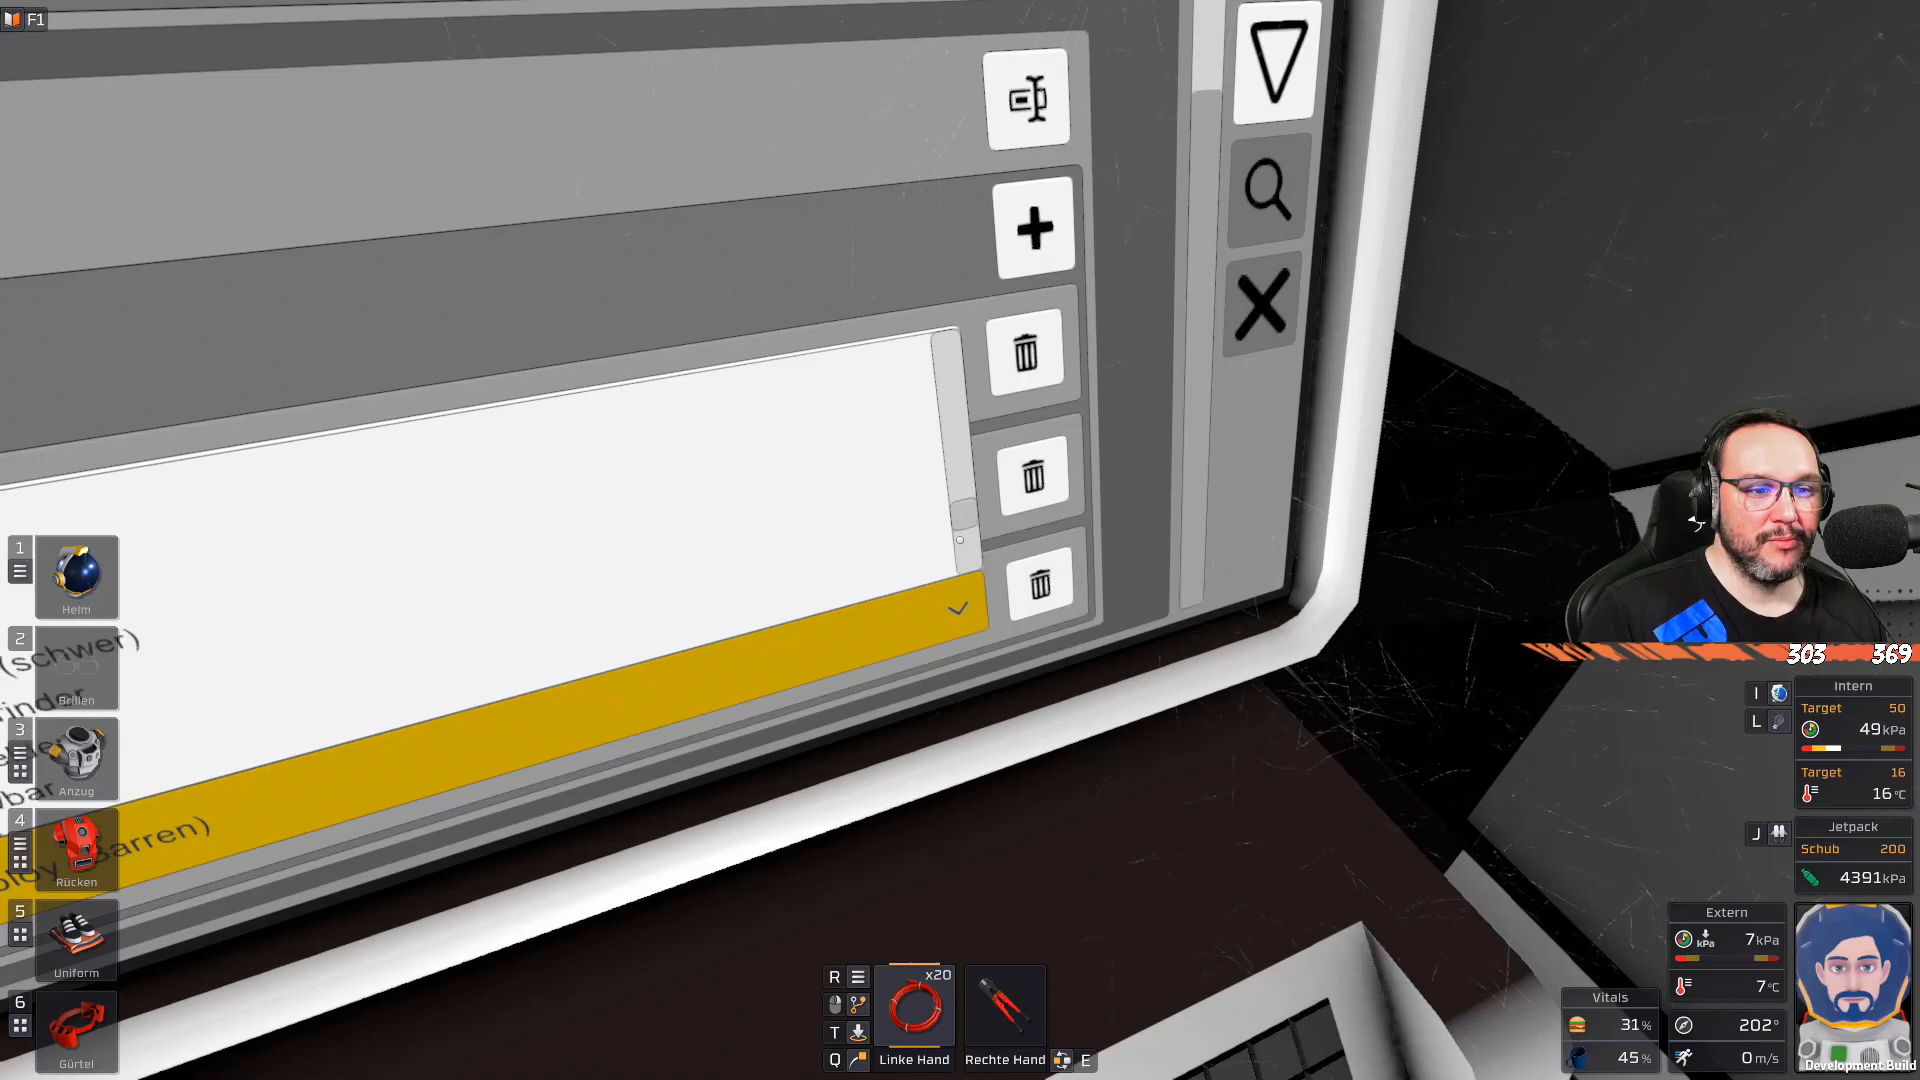 F1
1
Helm
2
Brillen
3
Anzug
4
Rücken
5
Uniform
6
Gürtel
(schwer)
Barren)
R
x20
T
Q
Linke Hand
Rechte Hand
E
303 369
I
L
Intern
Target 50
49kPa
Target 16
16°C
J
Jetpack
Schub 200
4391kPa
Extern
kPa
7kPa
7°C
Vitals
31%
45%
202°
0m/s
Development Build